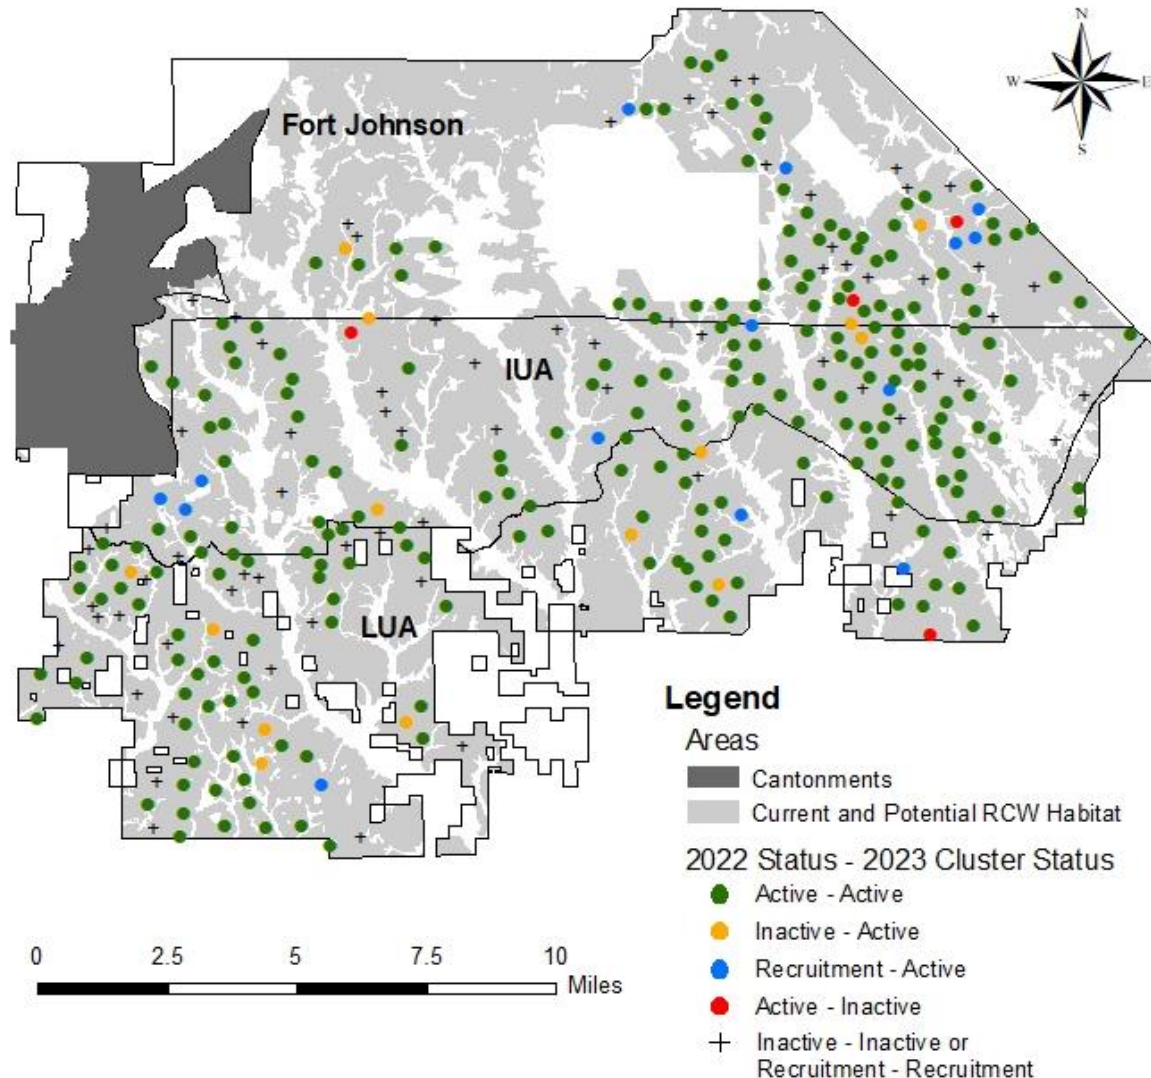 N
W E
S
Fort Johnson
IUA
LUA
Legend
Areas
Cantonments
Current and Potential RCW Habitat
2022 Status - 2023 Cluster Status
Active - Active
Inactive - Active
Recruitment - Active
Active - Inactive
Inactive - Inactive or
Recruitment - Recruitment
0 2.5 5 7.5 10
Miles